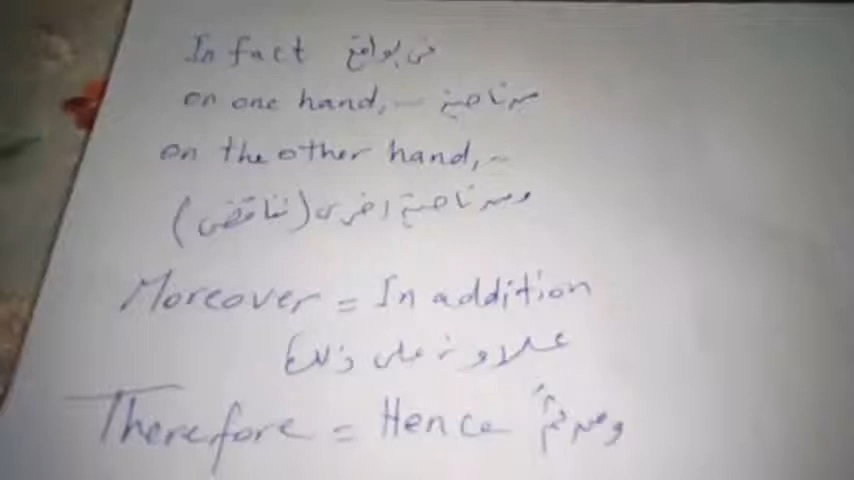 In fact في بواقع
on one hand, من ناحية
on the other hand,
ومن ناحية اخرى (تناقض)
Moreover = In addition
علاوة على ذلك
Therefore = Hence ومن ثمَّ